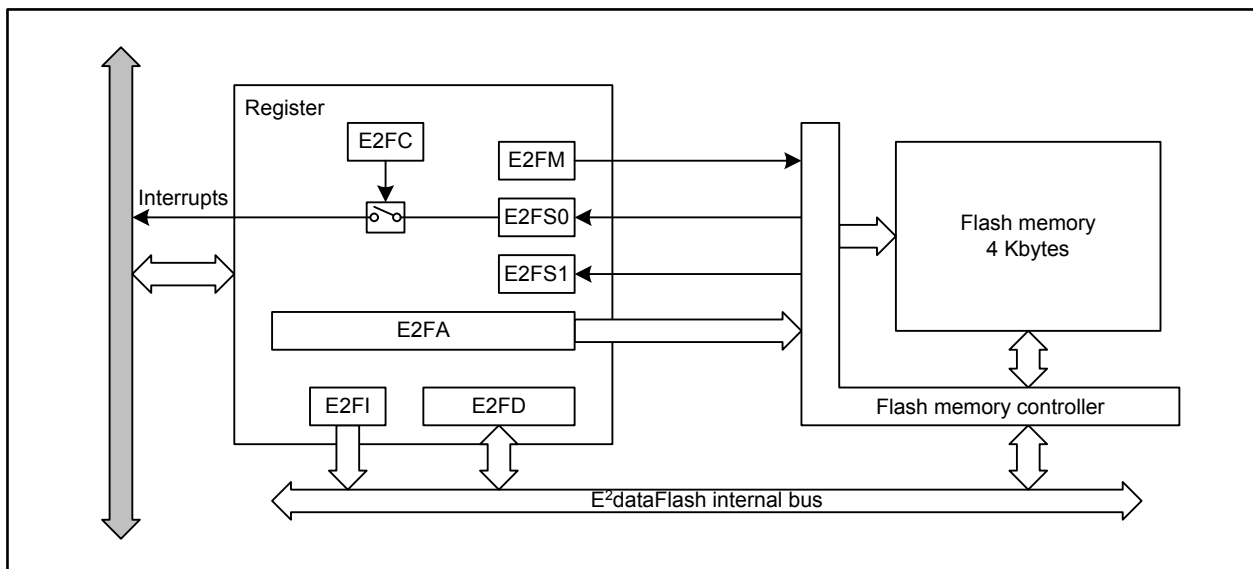 Register
E2FC
E2FM
Interrupts
E2FS0
Flash memory
4 Kbytes
E2FS1
E2FA
E2FI
E2FD
Flash memory controller
E²dataFlash internal bus